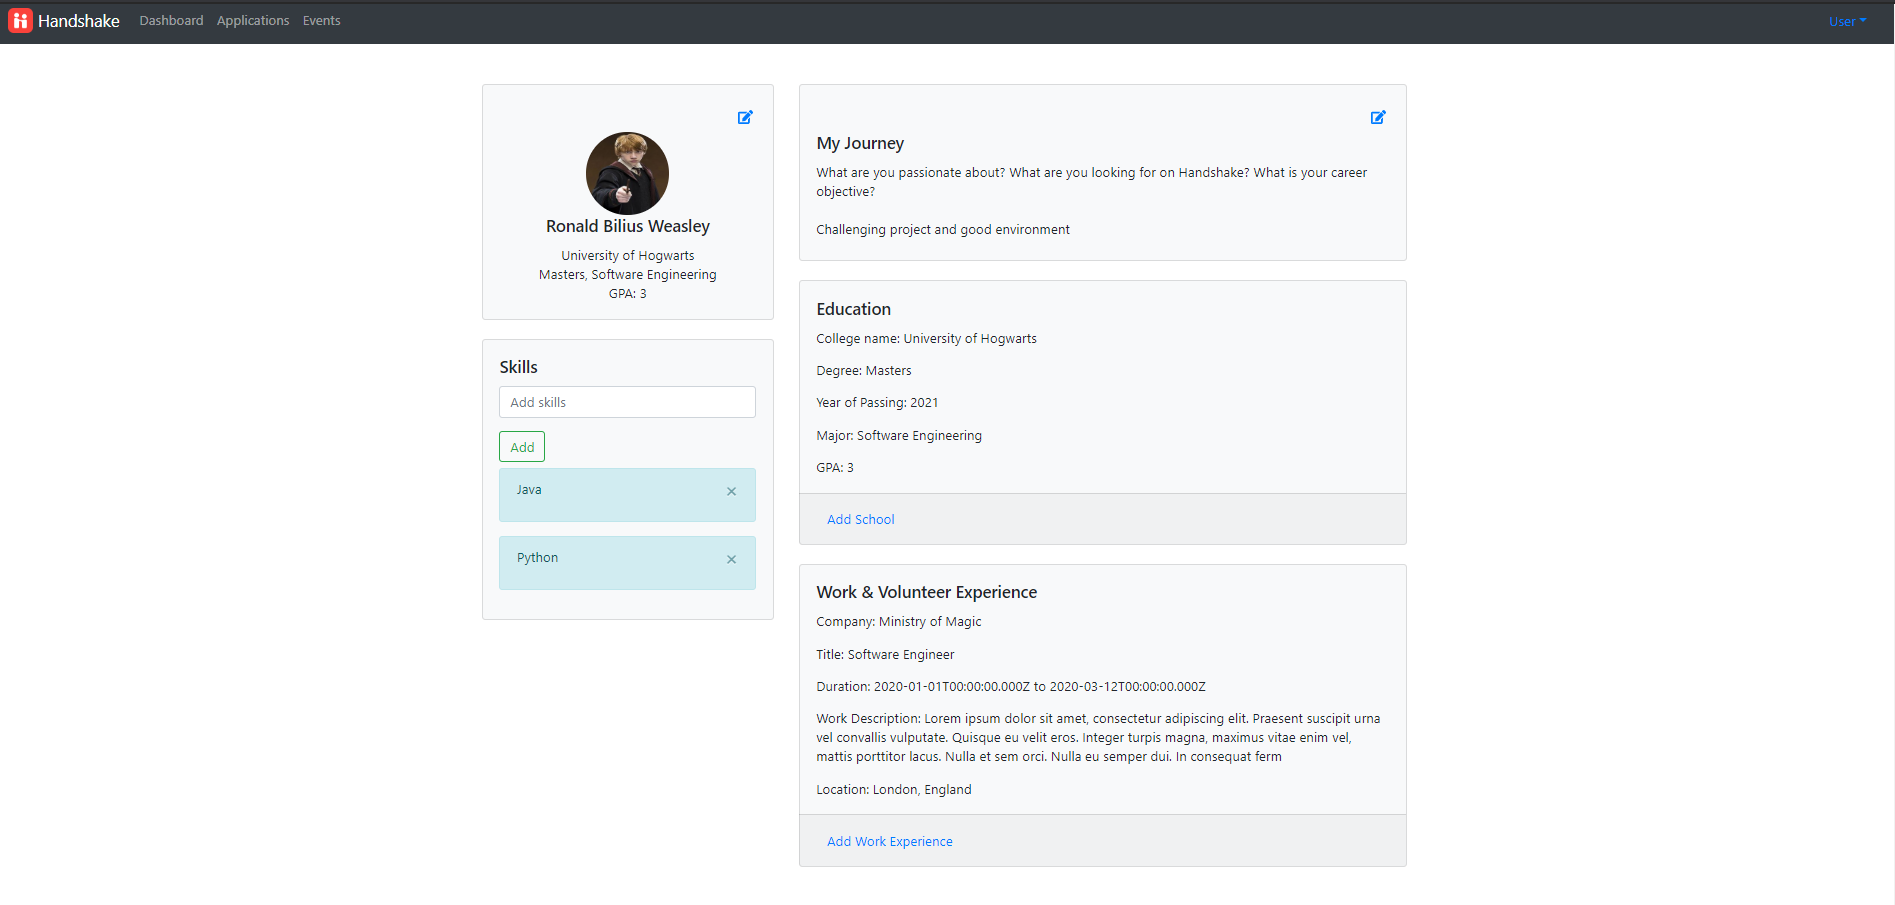 Handshake Dashboard Applications Events User
Ronald Bilius Weasley
University of Hogwarts
Masters, Software Engineering
GPA: 3
Skills
Add skills
Add
Java ×
Python ×
My Journey
What are you passionate about? What are you looking for on Handshake? What is your career
objective?
Challenging project and good environment
Education
College name: University of Hogwarts
Degree: Masters
Year of Passing: 2021
Major: Software Engineering
GPA: 3
Add School
Work & Volunteer Experience
Company: Ministry of Magic
Title: Software Engineer
Duration: 2020-01-01T00:00:00.000Z to 2020-03-12T00:00:00.000Z
Work Description: Lorem ipsum dolor sit amet, consectetur adipiscing elit. Praesent suscipit urna
vel convallis vulputate. Quisque eu velit eros. Integer turpis magna, maximus vitae enim vel,
mattis porttitor lacus. Nulla et sem orci. Nulla eu semper dui. In consequat ferm
Location: London, England
Add Work Experience